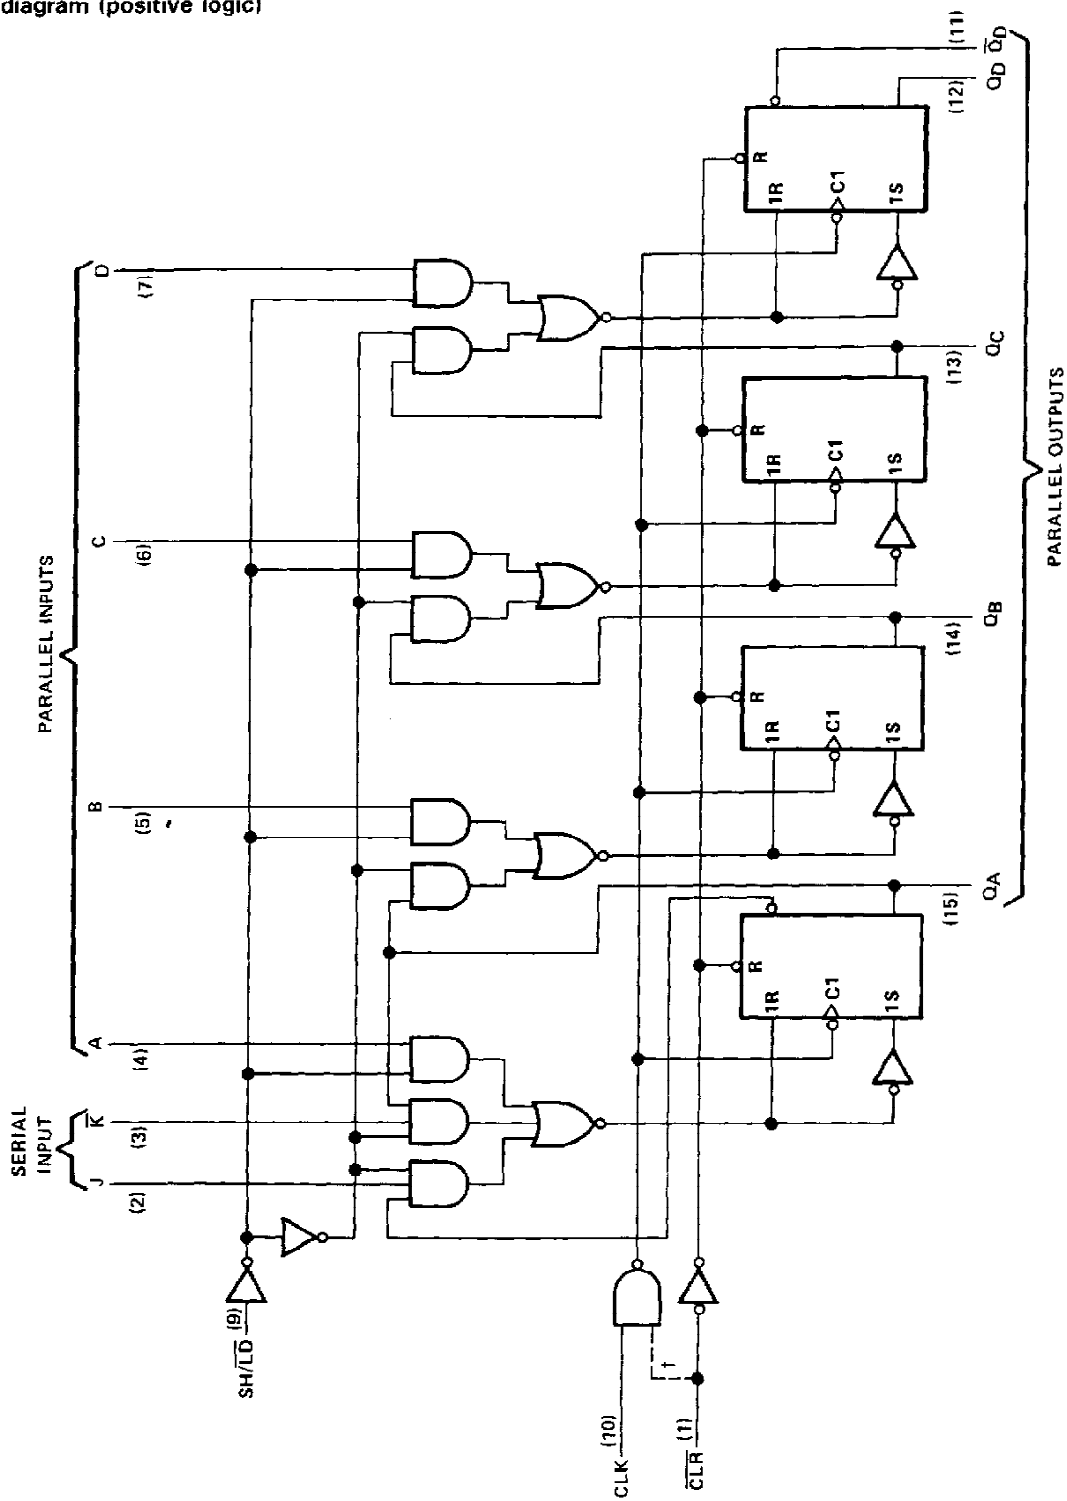 diagram (positive logic)
PARALLEL INPUTS
D
(7)
C
(6)
B
(5)
A
(4)
SERIAL
INPUT
K̅
(3)
J
(2)
SH/L̅D̅ (9)
CLK (10)
C̅L̅R̅ (1)
†
R
1R
C1
1S
R
1R
C1
1S
R
1R
C1
1S
R
1R
C1
1S
(11) Q̅D
(12) QD
(13) QC
(14) QB
(15) QA
PARALLEL OUTPUTS